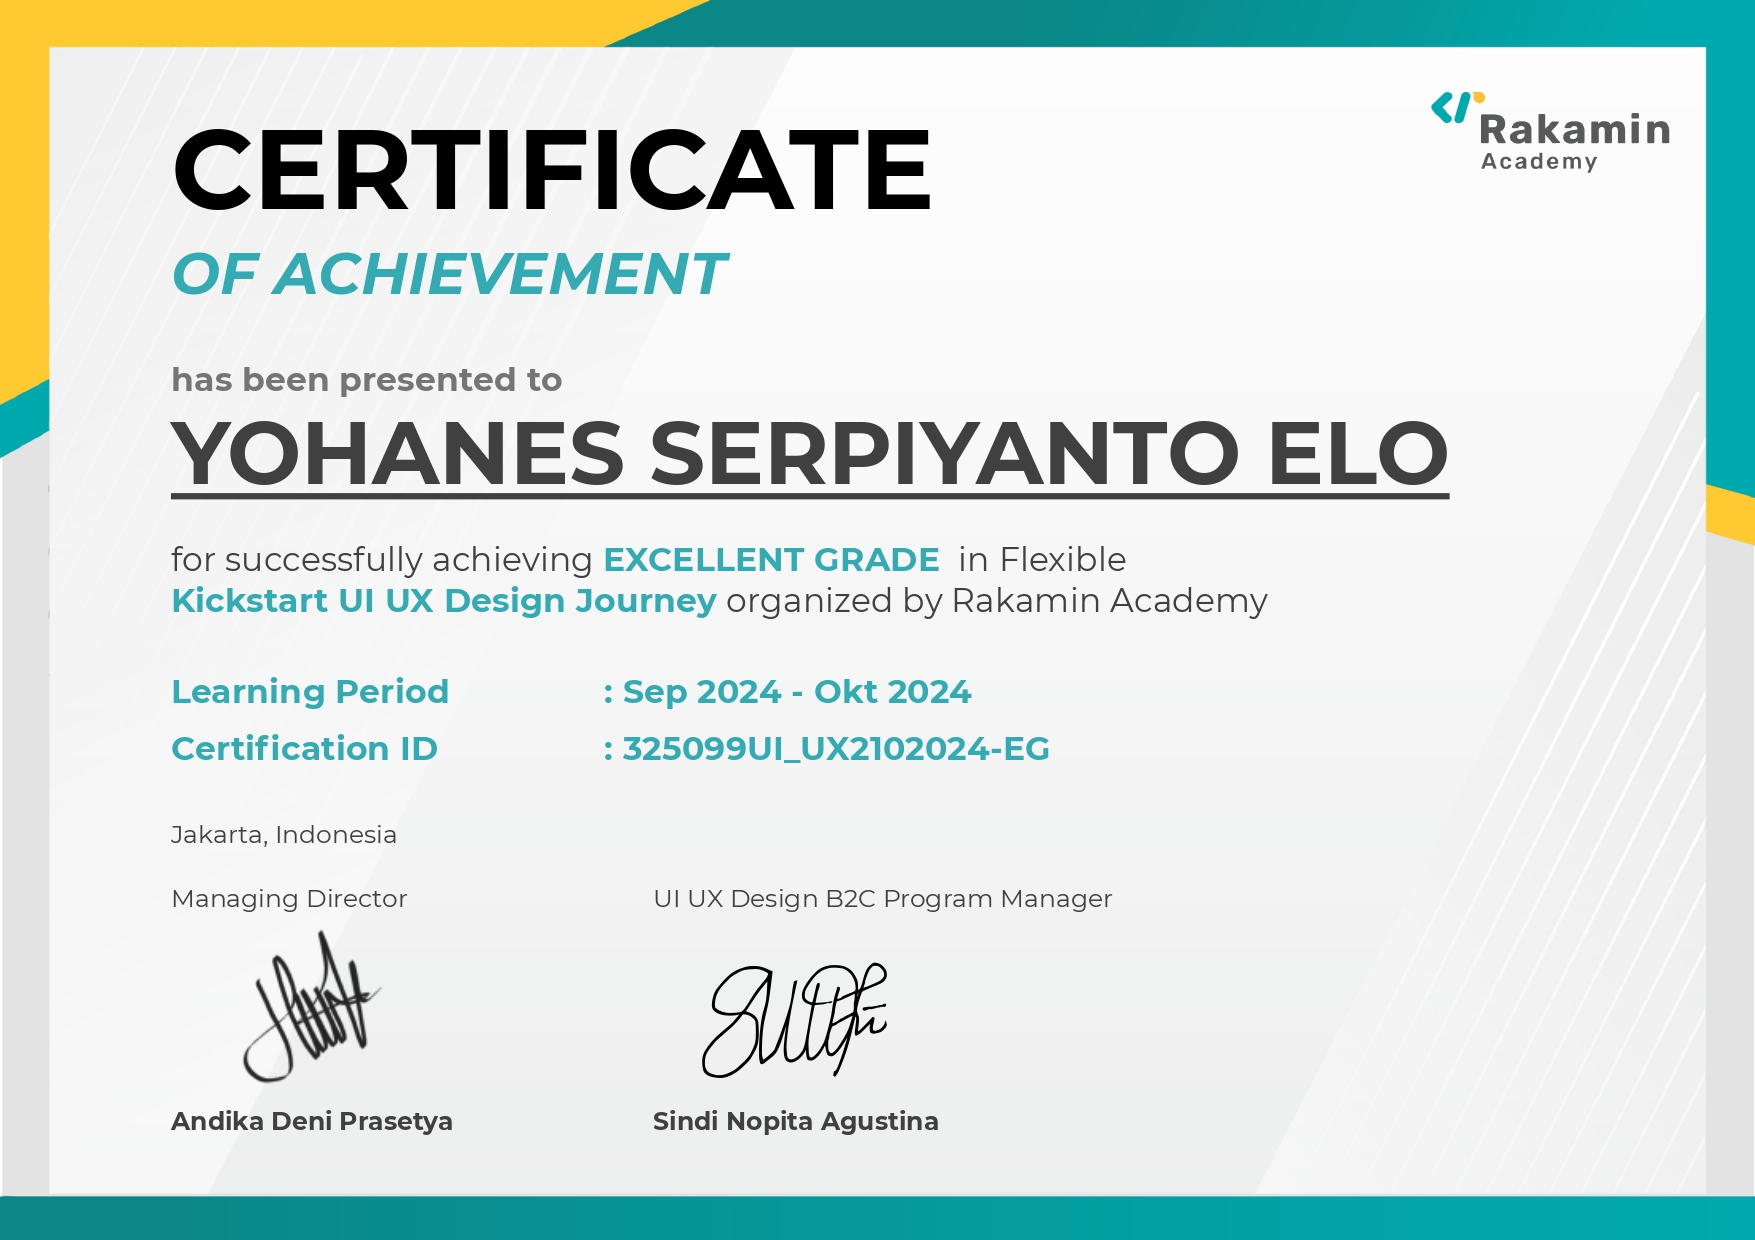 Rakamin
Academy
CERTIFICATE
OF ACHIEVEMENT
has been presented to
YOHANES SERPIYANTO ELO
for successfully achieving EXCELLENT GRADE in Flexible
Kickstart UI UX Design Journey organized by Rakamin Academy
Learning Period : Sep 2024 - Okt 2024
Certification ID : 325099UI_UX2102024-EG
Jakarta, Indonesia
Managing Director UI UX Design B2C Program Manager
Andika Deni Prasetya Sindi Nopita Agustina